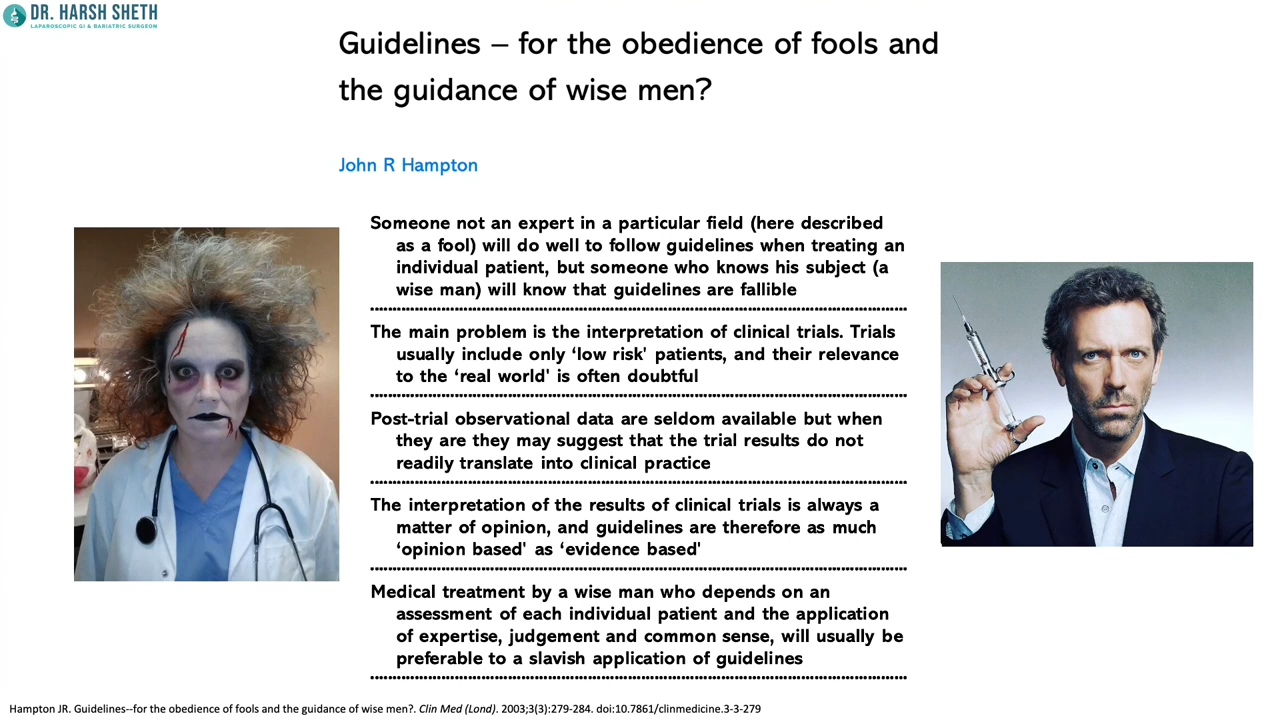 DR. HARSH SHETH
LAPAROSCOPIC GI & BARIATRIC SURGEON
Guidelines – for the obedience of fools and
the guidance of wise men?
John R Hampton
Someone not an expert in a particular field (here described
as a fool) will do well to follow guidelines when treating an
individual patient, but someone who knows his subject (a
wise man) will know that guidelines are fallible
The main problem is the interpretation of clinical trials. Trials
usually include only ‘low risk' patients, and their relevance
to the ‘real world' is often doubtful
Post-trial observational data are seldom available but when
they are they may suggest that the trial results do not
readily translate into clinical practice
The interpretation of the results of clinical trials is always a
matter of opinion, and guidelines are therefore as much
‘opinion based' as ‘evidence based'
Medical treatment by a wise man who depends on an
assessment of each individual patient and the application
of expertise, judgement and common sense, will usually be
preferable to a slavish application of guidelines
Hampton JR. Guidelines--for the obedience of fools and the guidance of wise men?. Clin Med (Lond). 2003;3(3):279-284. doi:10.7861/clinmedicine.3-3-279